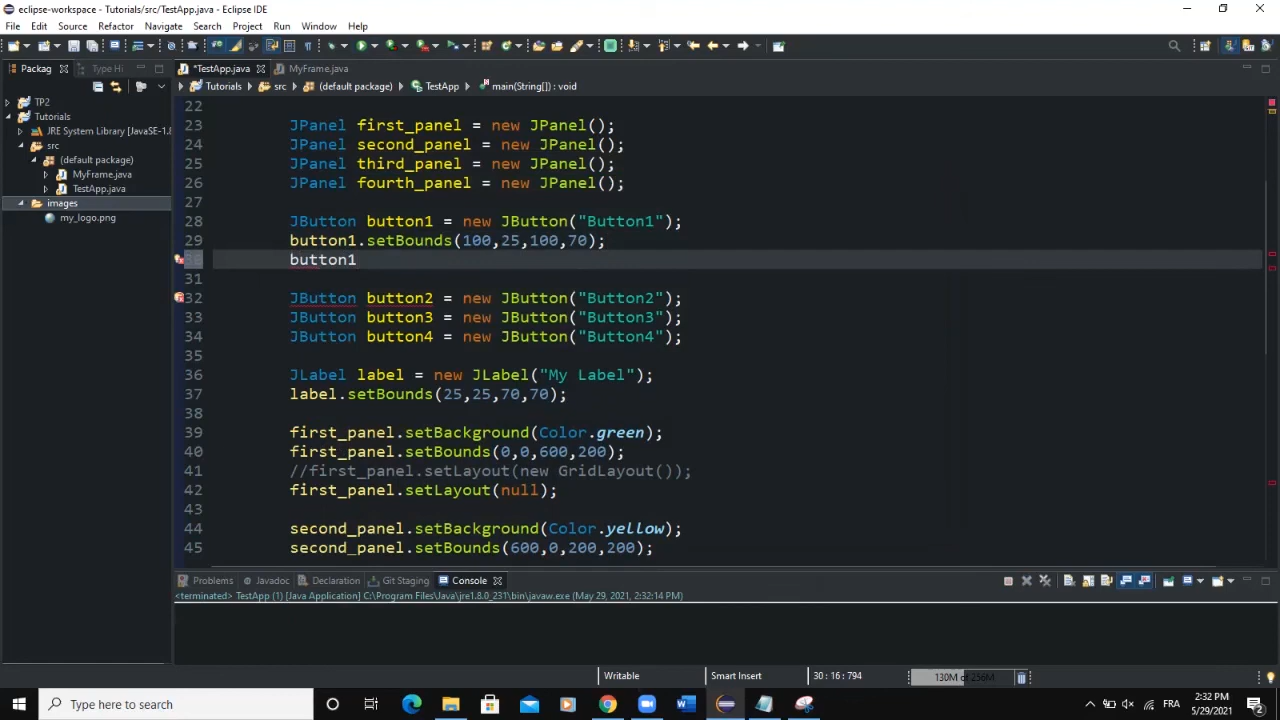 eclipse-workspace - Tutorials/src/TestApp.java - Eclipse IDE
File Edit Source Refactor Navigate Search Project Run Window Help
Packag Type Hi
*TestApp.java MyFrame.java
Tutorials src (default package) TestApp main(String[]) : void
TP2
Tutorials
JRE System Library [JavaSE-1.8
src
(default package)
MyFrame.java
TestApp.java
images
my_logo.png
22
23 JPanel first_panel = new JPanel();
24 JPanel second_panel = new JPanel();
25 JPanel third_panel = new JPanel();
26 JPanel fourth_panel = new JPanel();
27
28 JButton button1 = new JButton("Button1");
29 button1.setBounds(100,25,100,70);
30 button1
31
32 JButton button2 = new JButton("Button2");
33 JButton button3 = new JButton("Button3");
34 JButton button4 = new JButton("Button4");
35
36 JLabel label = new JLabel("My Label");
37 label.setBounds(25,25,70,70);
38
39 first_panel.setBackground(Color.green);
40 first_panel.setBounds(0,0,600,200);
41 //first_panel.setLayout(new GridLayout());
42 first_panel.setLayout(null);
43
44 second_panel.setBackground(Color.yellow);
45 second_panel.setBounds(600,0,200,200);
Problems Javadoc Declaration Git Staging Console
<terminated> TestApp (1) [Java Application] C:\Program Files\Java\jre1.8.0_231\bin\javaw.exe (May 29, 2021, 2:32:14 PM)
Writable Smart Insert 30 : 16 : 794 130M of 256M
Type here to search
FRA
2:32 PM
5/29/2021
2